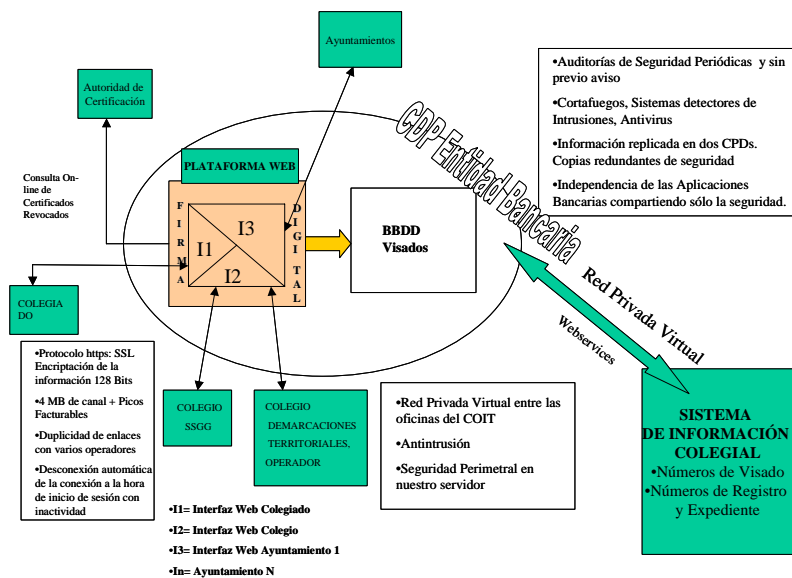 Ayuntamientos
Autoridad de
Certificación
•Auditorías de Seguridad Periódicas y sin
previo aviso
•Cortafuegos, Sistemas detectores de
Intrusiones, Antivirus
•Información replicada en dos CPDs.
Copias redundantes de seguridad
•Independencia de las Aplicaciones
Bancarias compartiendo sólo la seguridad.
CDP Entidad Bancaria
PLATAFORMA WEB
Consulta On-
line de
Certificados
Revocados
FIRMA
DIGI TAL
I3
I1
I2
BBDD
Visados
Red Privada Virtual
Webservices
COLEGIA
DO
•Protocolo https: SSL
Encriptación de la
información 128 Bits
•4 MB de canal + Picos
Facturables
•Duplicidad de enlaces
con varios operadores
•Desconexión automática
de la conexión a la hora
de inicio de sesión con
inactividad
COLEGIO
SSGG
COLEGIO
DEMARCACIONES
TERRITORIALES,
OPERADOR
•Red Privada Virtual entre las
oficinas del COIT
•Antintrusión
•Seguridad Perimetral en
nuestro servidor
SISTEMA
DE INFORMACIÓN
COLEGIAL
•Números de Visado
•Números de Registro
y Expediente
•I1= Interfaz Web Colegiado
•I2= Interfaz Web Colegio
•I3= Interfaz Web Ayuntamiento 1
•In= Ayuntamiento N